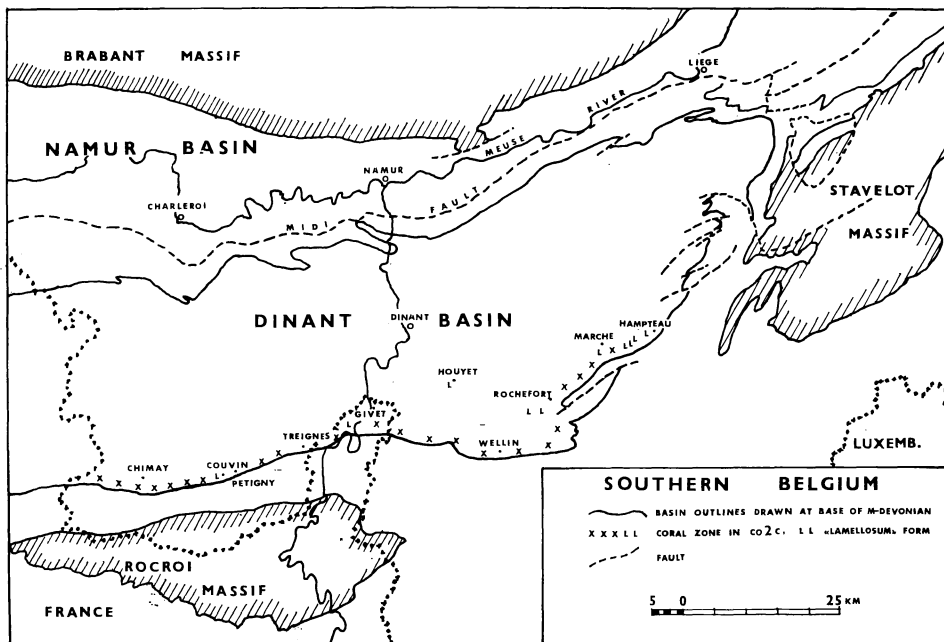 BRABANT MASSIF
LIEGE
MEUSE RIVER
NAMUR BASIN
NAMUR
STAVELOT
MASSIF
CHARLEROI
MIDI FAULT
DINANT BASIN
DINANT
HAMPTEAU
MARCHE
L X L L L L
HOUYET
L
ROCHEFORT
L L
GIVET
L
TREIGNES
WELLIN
LUXEMB.
CHIMAY
COUVIN
L
PETIGNY
ROCROI
MASSIF
FRANCE
SOUTHERN BELGIUM
BASIN OUTLINES DRAWN AT BASE OF M-DEVONIAN
X X X L L CORAL ZONE IN CO2C, L L «LAMELLOSUM» FORM
FAULT
5 0 25 KM